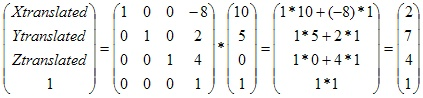 Xtranslated 1 0 0 -8 10 1*10+(-8)*1 2
Ytranslated = 0 1 0 2 * 5 = 1*5+2*1 = 7
Ztranslated 0 0 1 4 0 1*0+4*1 4
1 0 0 0 1 1 1*1 1